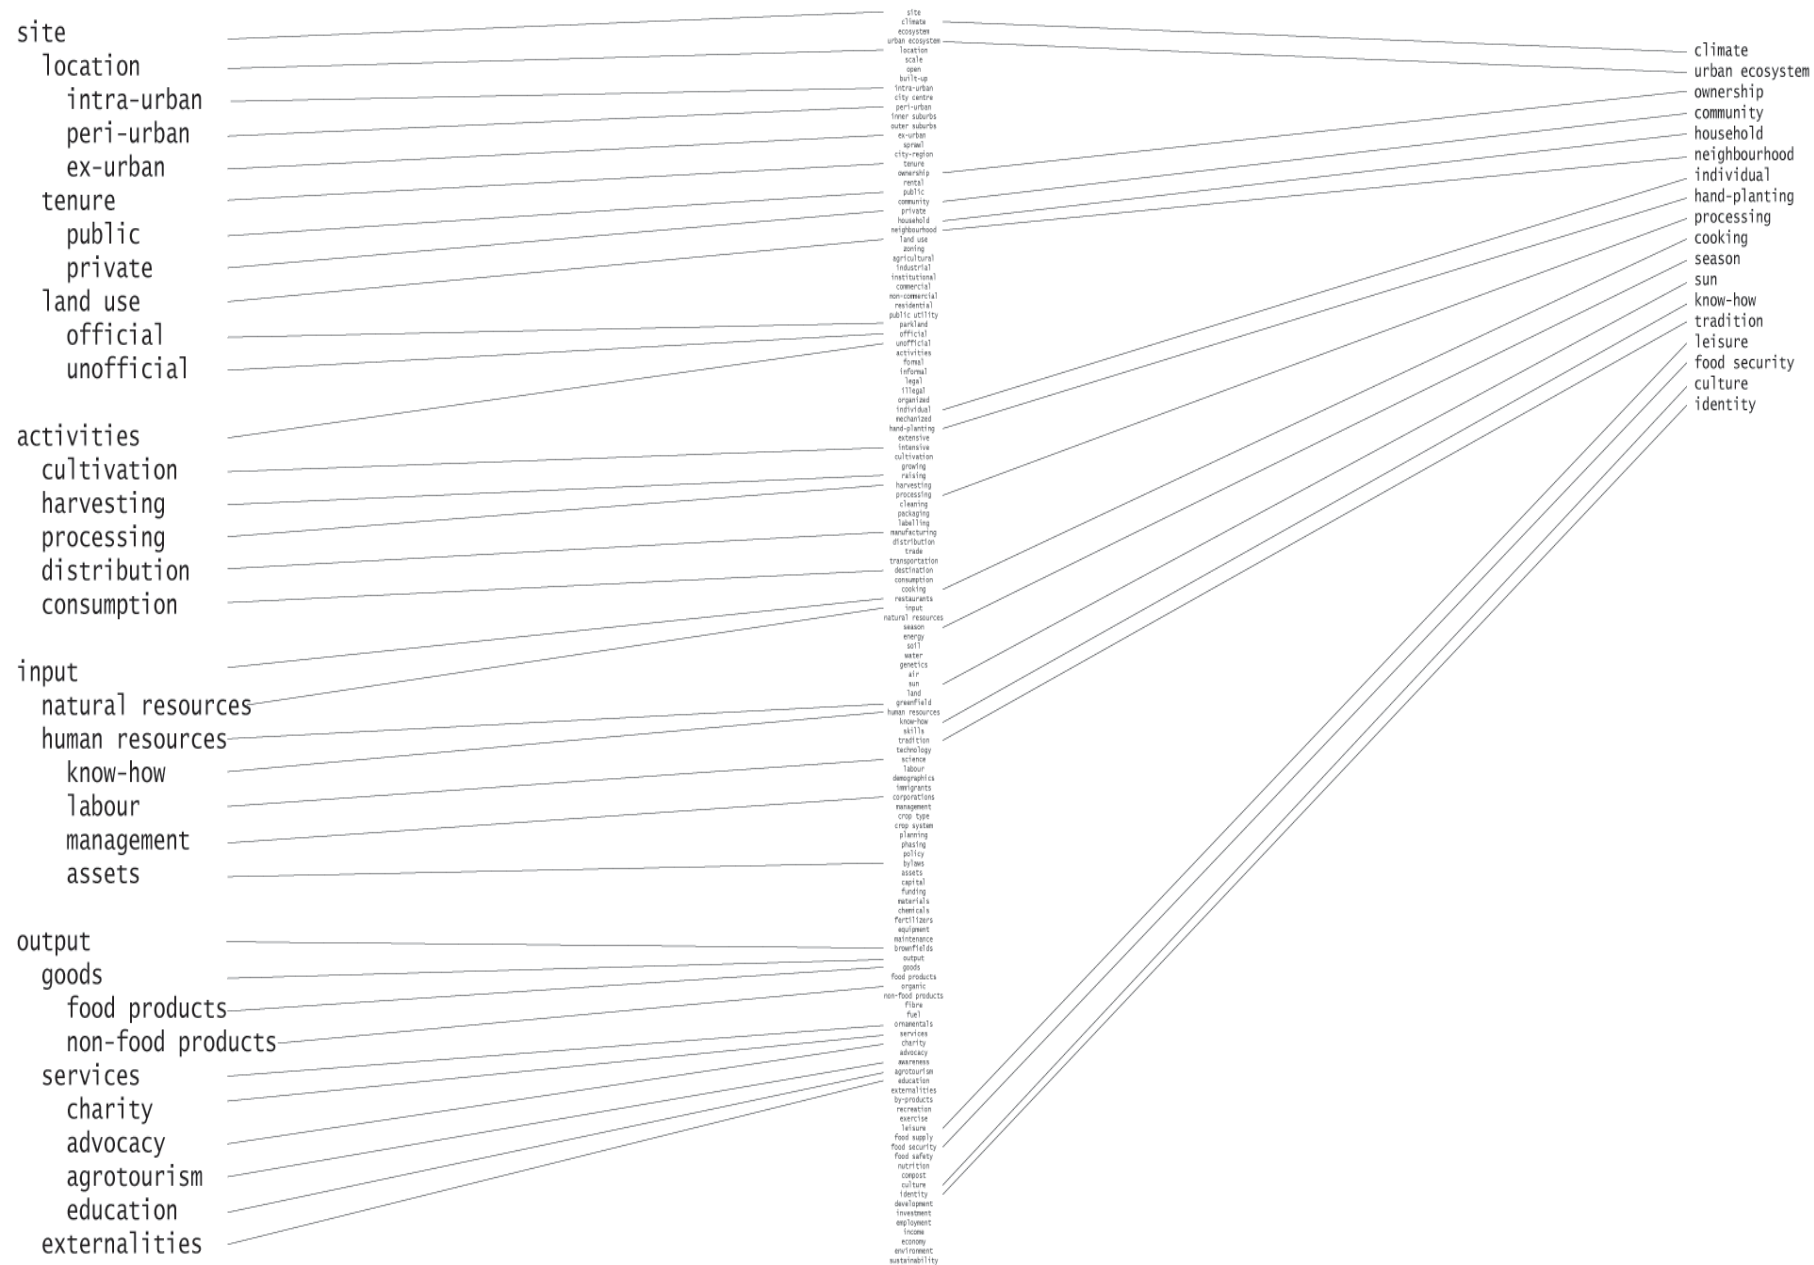 site
location
intra-urban
peri-urban
ex-urban
tenure
public
private
land use
official
unofficial
activities
cultivation
harvesting
processing
distribution
consumption
input
natural resources
human resources
know-how
labour
management
assets
output
goods
food products
non-food products
services
charity
advocacy
agrotourism
education
externalities
site
climate
ecosystem
urban ecosystem
location
scale
open
built-up
intra-urban
city centre
peri-urban
inner suburbs
outer suburbs
ex-urban
sprawl
city-region
tenure
ownership
rental
public
community
private
household
neighbourhood
land use
zoning
agricultural
industrial
institutional
commercial
non-commercial
residential
public utility
parkland
official
unofficial
activities
formal
informal
legal
illegal
organized
individual
mechanized
hand-planting
extensive
intensive
cultivation
growing
raising
harvesting
processing
cleaning
packaging
labelling
manufacturing
distribution
trade
transportation
destination
consumption
cooking
restaurants
input
natural resources
season
energy
soil
water
genetics
air
sun
land
greenfield
human resources
know-how
skills
tradition
technology
science
labour
demographics
immigrants
corporations
management
crop type
crop system
planning
phasing
policy
bylaws
assets
capital
funding
materials
chemicals
fertilizers
equipment
maintenance
brownfields
output
goods
food products
organic
non-food products
fibre
fuel
ornamentals
services
charity
advocacy
awareness
agrotourism
education
externalities
by-products
recreation
exercise
leisure
food supply
food security
food safety
nutrition
compost
culture
identity
development
investment
employment
income
economy
environment
sustainability
climate
urban ecosystem
ownership
community
household
neighbourhood
individual
hand-planting
processing
cooking
season
sun
know-how
tradition
leisure
food security
culture
identity